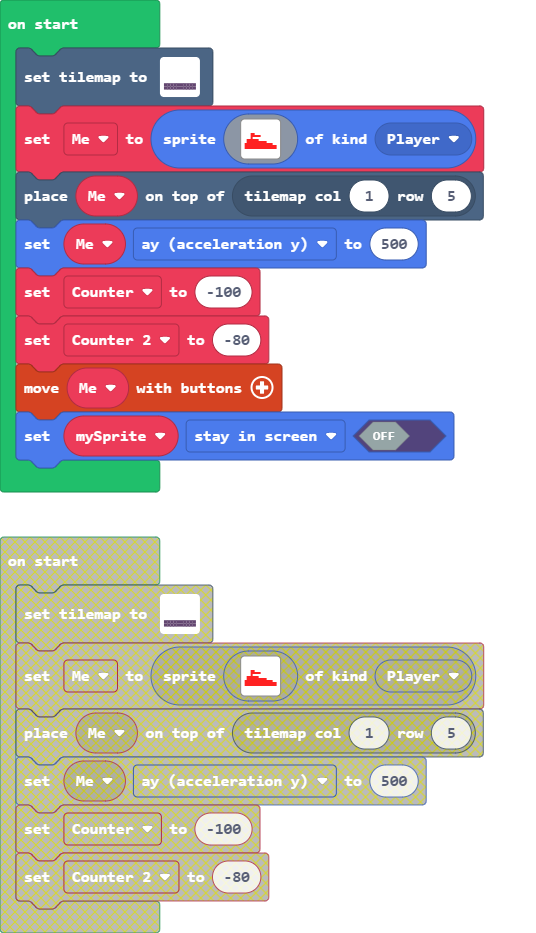 on start
set tilemap to
set Me to sprite of kind Player
place Me on top of tilemap col 1 row 5
set Me ay (acceleration y) to 500
set Counter to -100
set Counter 2 to -80
move Me with buttons
set mySprite stay in screen OFF
on start
set tilemap to
set Me to sprite of kind Player
place Me on top of tilemap col 1 row 5
set Me ay (acceleration y) to 500
set Counter to -100
set Counter 2 to -80